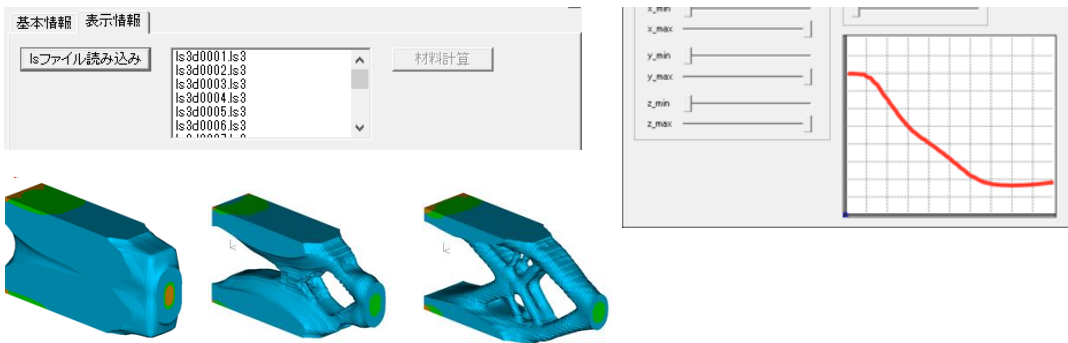 基本情報 表示情報
lsファイル読み込み
ls3d0001.ls3
ls3d0002.ls3
ls3d0003.ls3
ls3d0004.ls3
ls3d0005.ls3
ls3d0006.ls3
材料計算
x_min
x_max
y_min
y_max
z_min
z_max